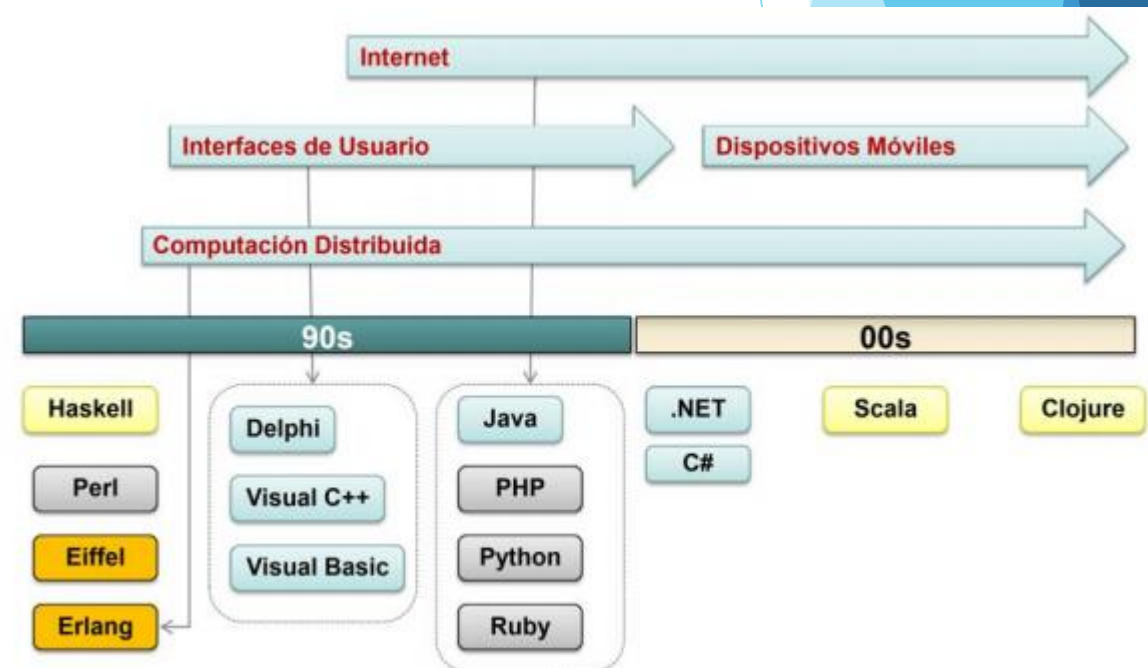 Internet
Interfaces de Usuario
Dispositivos Móviles
Computación Distribuida
90s
00s
Haskell
Perl
Eiffel
Erlang
Delphi
Visual C++
Visual Basic
Java
PHP
Python
Ruby
.NET
C#
Scala
Clojure